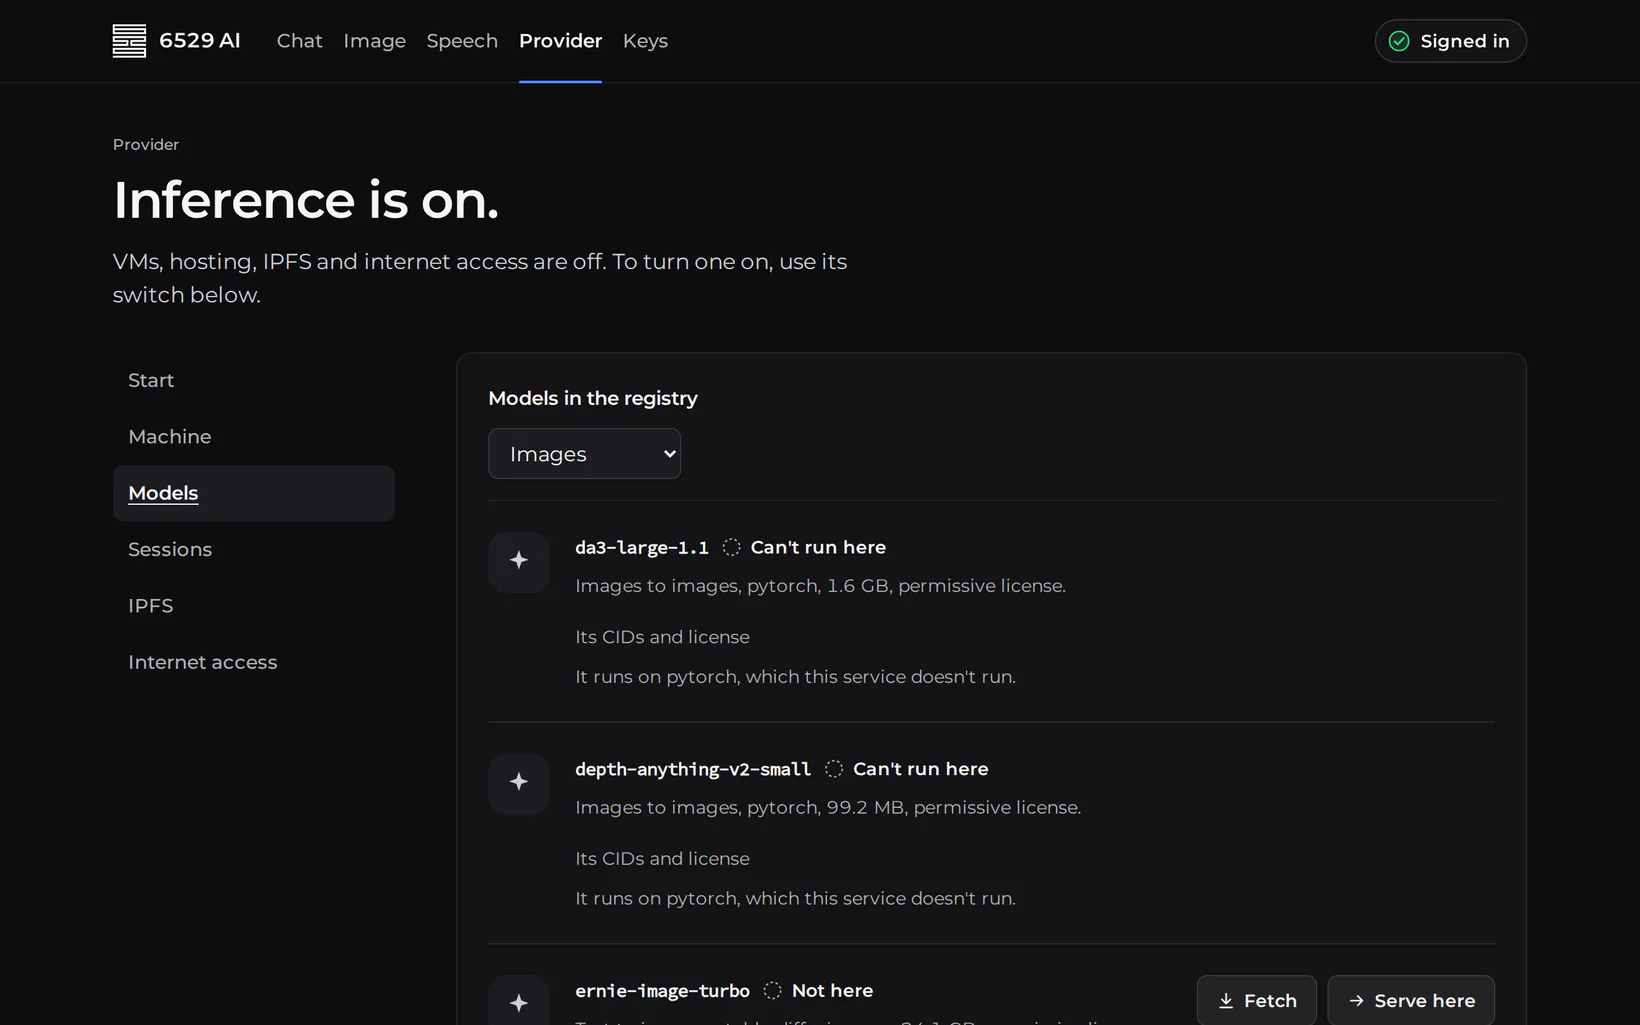 6529 AI
Chat
Image
Speech
Provider
Keys
Signed in
Provider
Inference is on.
VMs, hosting, IPFS and internet access are off. To turn one on, use its
switch below.
Start
Machine
Models
Sessions
IPFS
Internet access
Models in the registry
Images
da3-large-1.1 Can't run here
Images to images, pytorch, 1.6 GB, permissive license.
Its CIDs and license
It runs on pytorch, which this service doesn't run.
depth-anything-v2-small Can't run here
Images to images, pytorch, 99.2 MB, permissive license.
Its CIDs and license
It runs on pytorch, which this service doesn't run.
ernie-image-turbo Not here
Fetch
Serve here